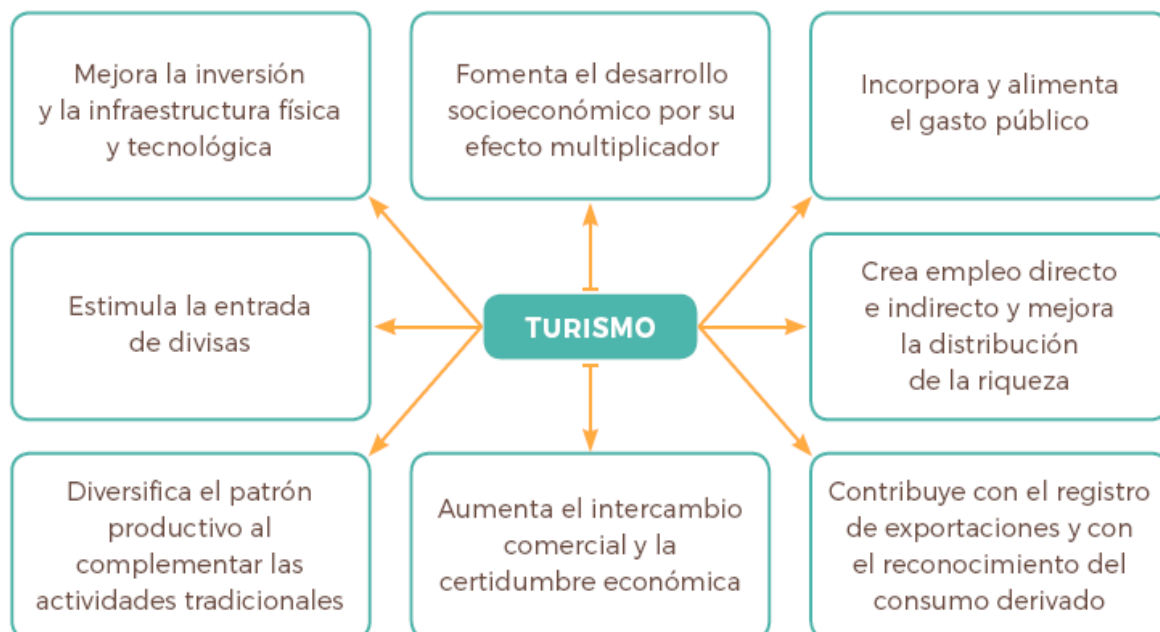 Mejora la inversión
y la infraestructura física
y tecnológica
Fomenta el desarrollo
socioeconómico por su
efecto multiplicador
Incorpora y alimenta
el gasto público
Estimula la entrada
de divisas
TURISMO
Crea empleo directo
e indirecto y mejora
la distribución
de la riqueza
Diversifica el patrón
productivo al
complementar las
actividades tradicionales
Aumenta el intercambio
comercial y la
certidumbre económica
Contribuye con el registro
de exportaciones y con
el reconocimiento del
consumo derivado